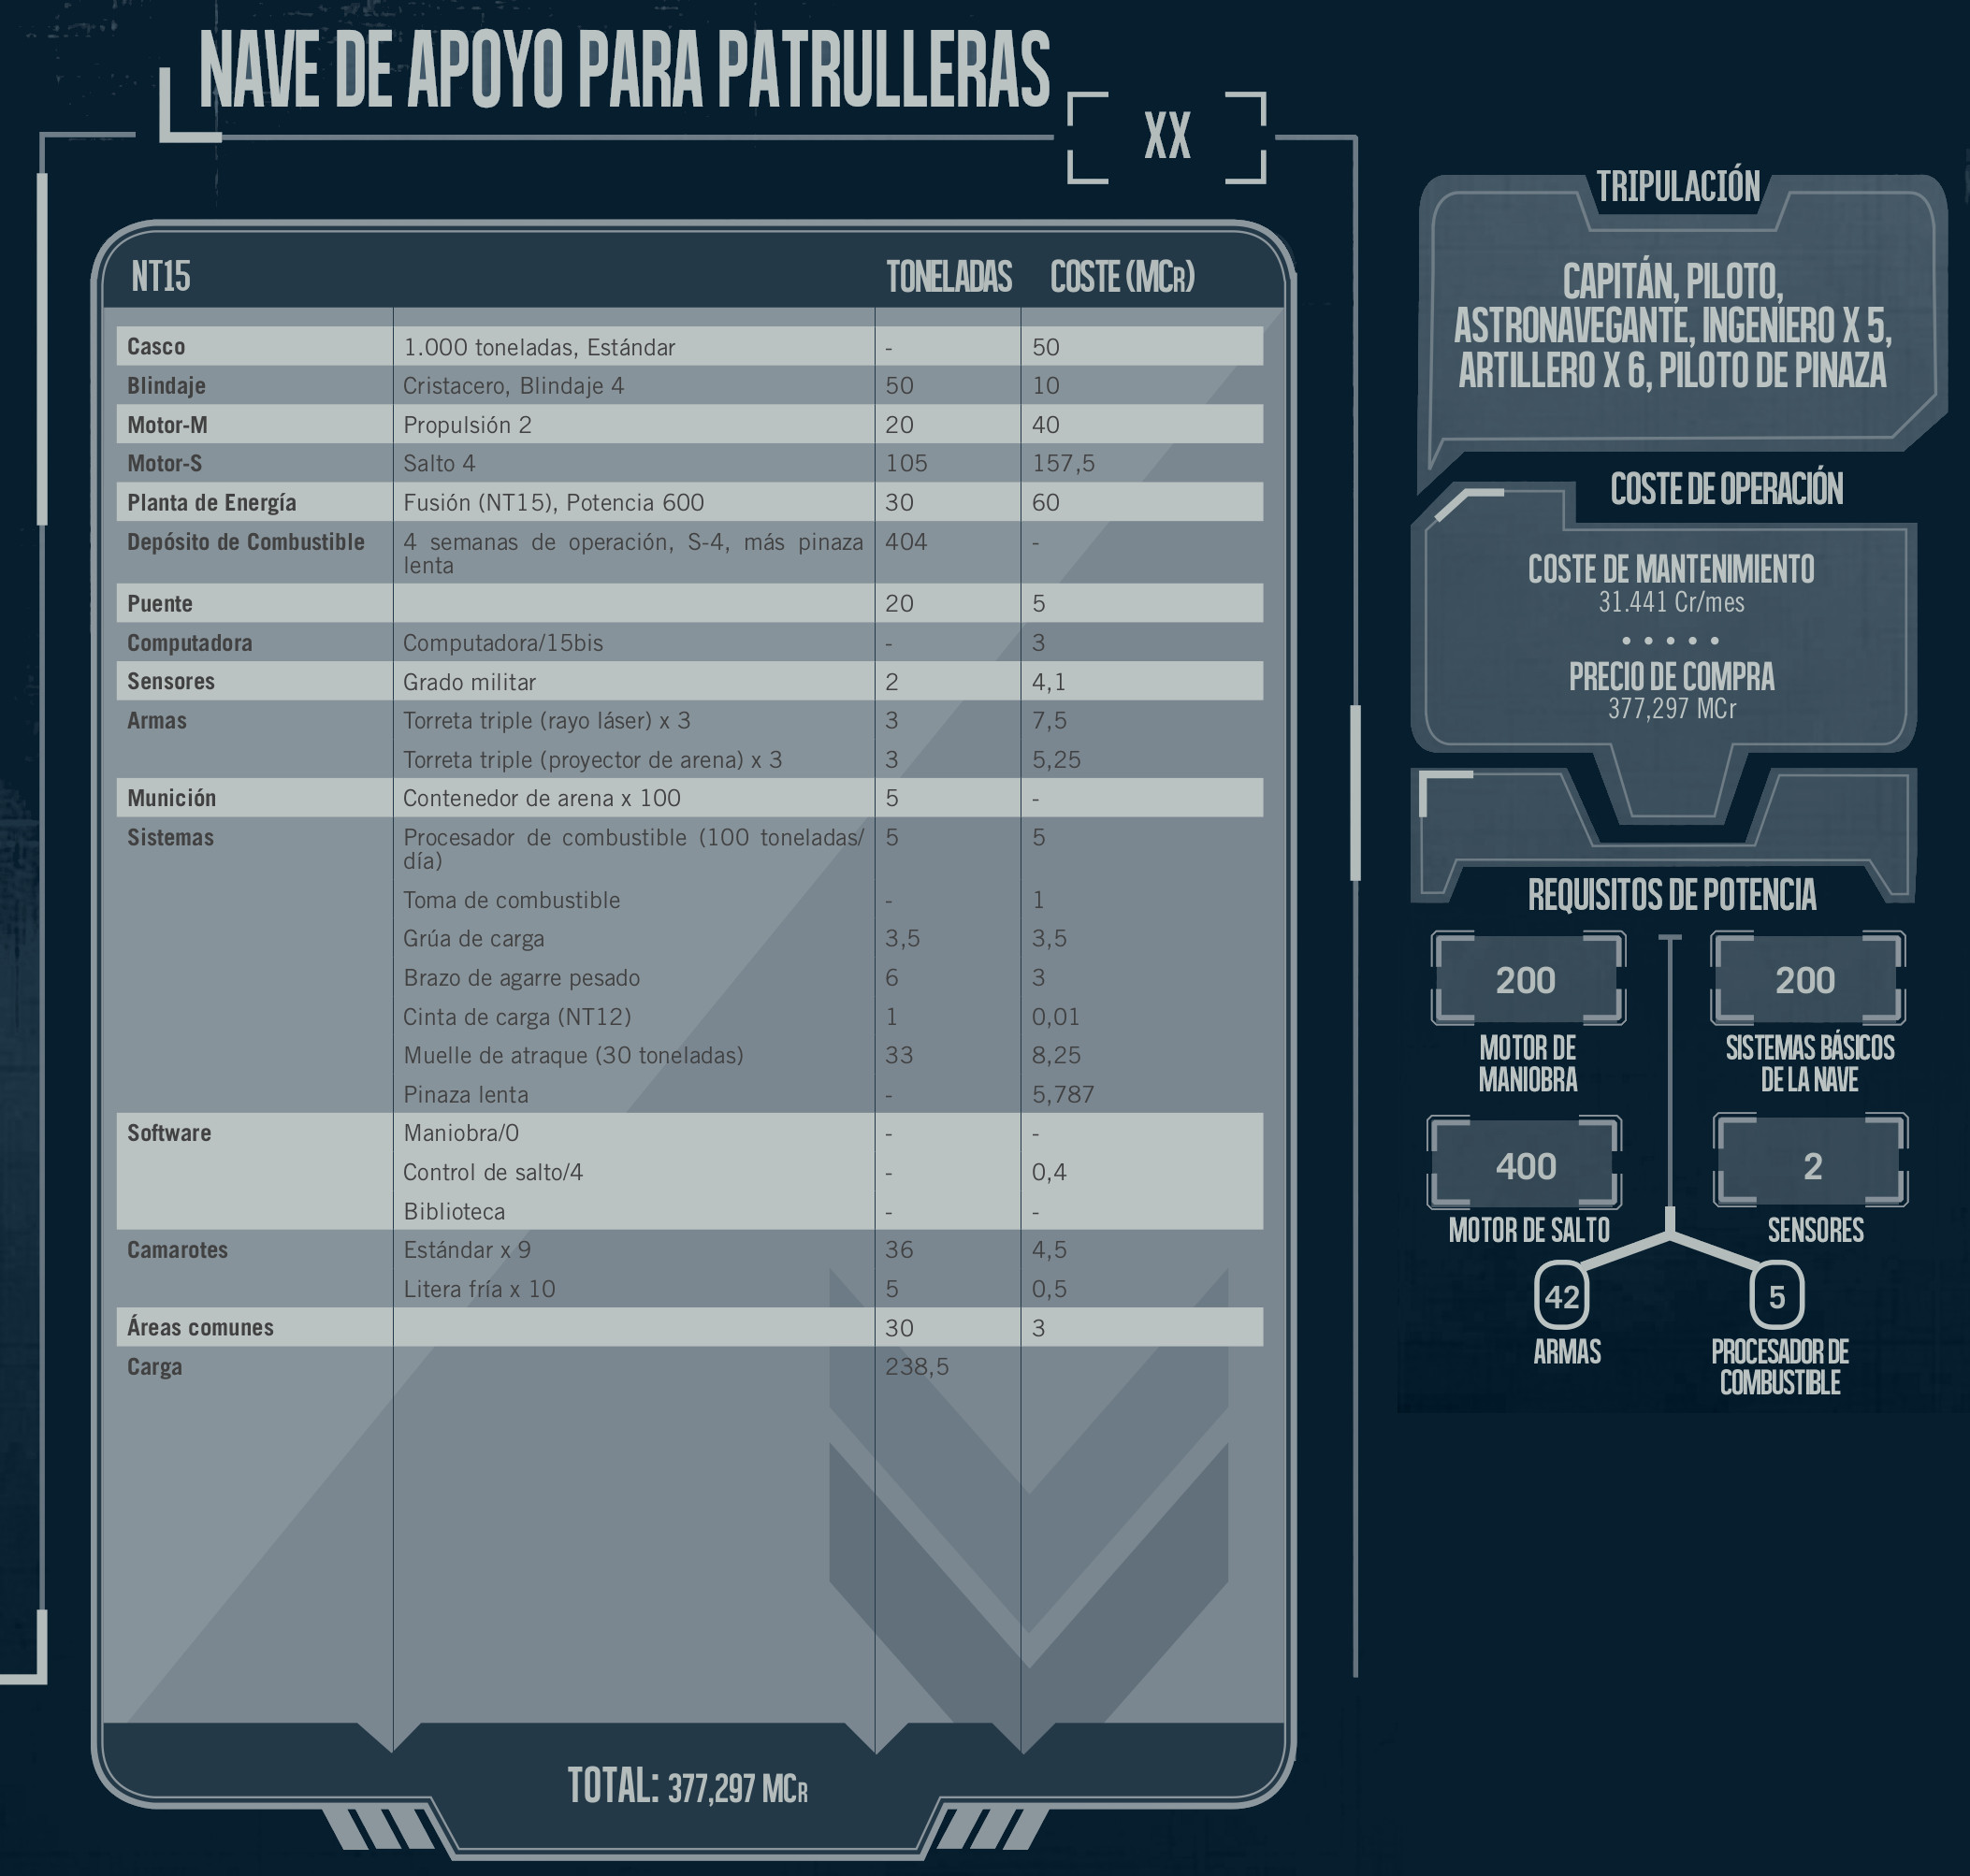 NAVE DE APOYO PARA PATRULLERAS
XX
NT15 TONELADAS COSTE (MCR)
Casco 1.000 toneladas, Estándar - 50
Blindaje Cristacero, Blindaje 4 50 10
Motor-M Propulsión 2 20 40
Motor-S Salto 4 105 157,5
Planta de Energía Fusión (NT15), Potencia 600 30 60
Depósito de Combustible 4 semanas de operación, S-4, más pinaza 404 -
lenta
Puente 20 5
Computadora Computadora/15bis - 3
Sensores Grado militar 2 4,1
Armas Torreta triple (rayo láser) x 3 3 7,5
Torreta triple (proyector de arena) x 3 3 5,25
Munición Contenedor de arena x 100 5 -
Sistemas Procesador de combustible (100 toneladas/ 5 5
día)
Toma de combustible - 1
Grúa de carga 3,5 3,5
Brazo de agarre pesado 6 3
Cinta de carga (NT12) 1 0,01
Muelle de atraque (30 toneladas) 33 8,25
Pinaza lenta - 5,787
Software Maniobra/0 - -
Control de salto/4 - 0,4
Biblioteca - -
Camarotes Estándar x 9 36 4,5
Litera fría x 10 5 0,5
Áreas comunes 30 3
Carga 238,5
TOTAL: 377,297 MCR
TRIPULACIÓN
CAPITÁN, PILOTO,
ASTRONAVEGANTE, INGENIERO X 5,
ARTILLERO X 6, PILOTO DE PINAZA
COSTE DE OPERACIÓN
COSTE DE MANTENIMIENTO
31.441 Cr/mes
• • • • •
PRECIO DE COMPRA
377,297 MCr
REQUISITOS DE POTENCIA
200 200
MOTOR DE SISTEMAS BÁSICOS
MANIOBRA DE LA NAVE
400 2
MOTOR DE SALTO SENSORES
42 5
ARMAS PROCESADOR DE
COMBUSTIBLE